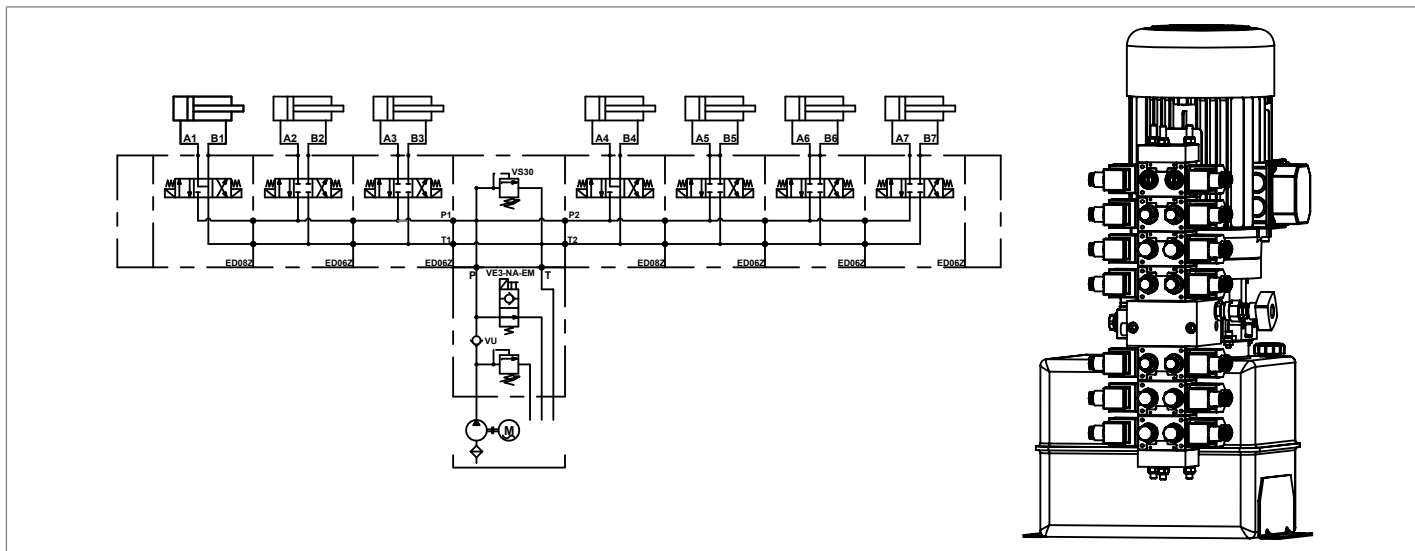 A1 B1 A2 B2 A3 B3 A4 B4 A5 B5 A6 B6 A7 B7
VS30
P1 P2
T1 T2
ED08Z ED06Z ED06Z ED08Z ED06Z ED06Z ED06Z
P VE3-NA-EM T
VU
M